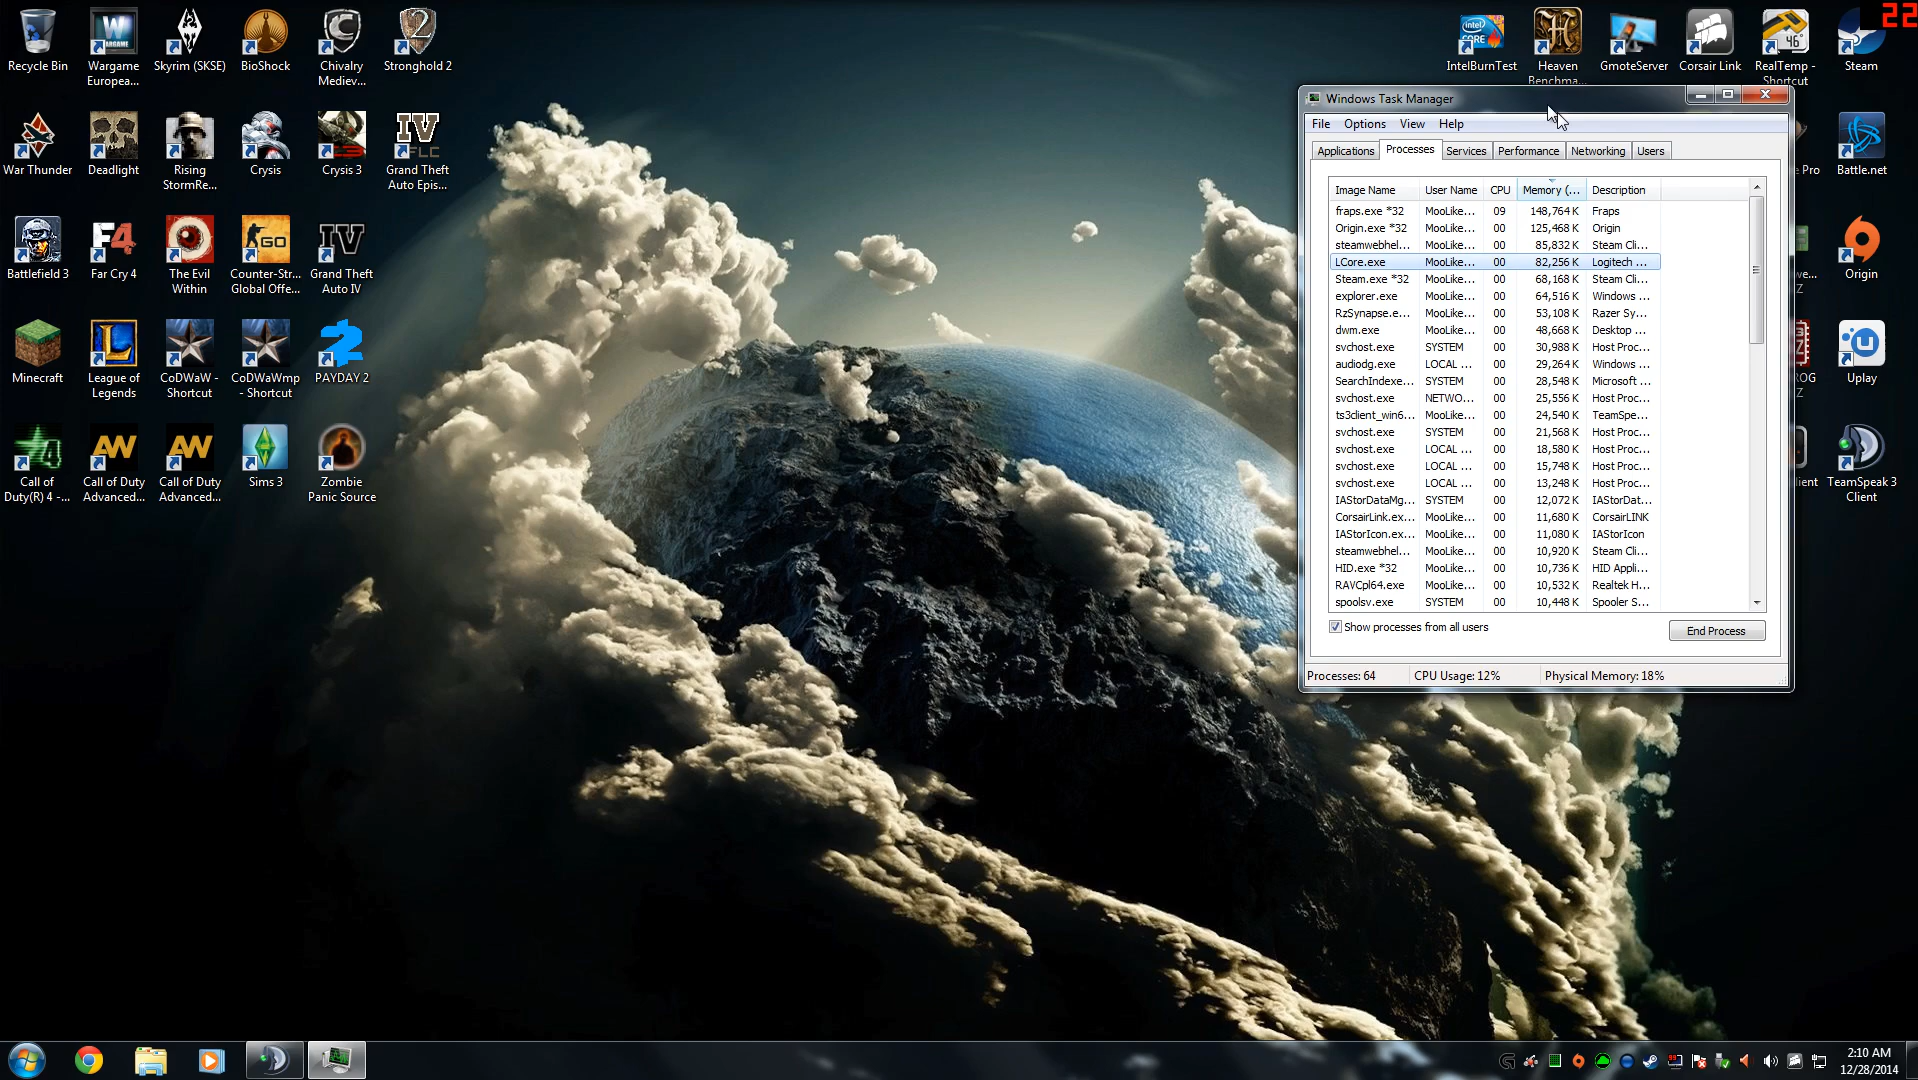 Recycle Bin
Wargame Europea...
Skyrim (SKSE)
BioShock
Chivalry Mediev...
Stronghold 2
IntelBurnTest
Heaven Benchma...
GmoteServer
Corsair Link
RealTemp - Shortcut
Steam
22
War Thunder
Deadlight
Rising StormRe...
Crysis
Crysis 3
Grand Theft Auto Epis...
e Pro
Battle.net
Battlefield 3
Far Cry 4
The Evil Within
Counter-Str... Global Offe...
Grand Theft Auto IV
Origin
Minecraft
League of Legends
CoDWaW - Shortcut
CoDWaWmp - Shortcut
PAYDAY 2
Uplay
Call of Duty(R) 4 -...
Call of Duty Advanced...
Call of Duty Advanced...
Sims 3
Zombie Panic Source
lient
TeamSpeak 3 Client
Windows Task Manager
File Options View Help
Applications Processes Services Performance Networking Users
Image Name User Name CPU Memory (... Description
fraps.exe *32 MooLike... 09 148,764 K Fraps
Origin.exe *32 MooLike... 00 125,468 K Origin
steamwebhel... MooLike... 00 85,832 K Steam Cli...
LCore.exe MooLike... 00 82,256 K Logitech ...
Steam.exe *32 MooLike... 00 68,168 K Steam Cli...
explorer.exe MooLike... 00 64,516 K Windows ...
RzSynapse.e... MooLike... 00 53,108 K Razer Sy...
dwm.exe MooLike... 00 48,668 K Desktop ...
svchost.exe SYSTEM 00 30,988 K Host Proc...
audiodg.exe LOCAL ... 00 29,264 K Windows ...
SearchIndexe... SYSTEM 00 28,548 K Microsoft ...
svchost.exe NETWO... 00 25,556 K Host Proc...
ts3client_win6... MooLike... 00 24,540 K TeamSpe...
svchost.exe SYSTEM 00 21,568 K Host Proc...
svchost.exe LOCAL ... 00 18,580 K Host Proc...
svchost.exe LOCAL ... 00 15,748 K Host Proc...
svchost.exe LOCAL ... 00 13,248 K Host Proc...
IAStorDataMg... SYSTEM 00 12,072 K IAStorDat...
CorsairLink.ex... MooLike... 00 11,680 K CorsairLINK
IAStorIcon.ex... MooLike... 00 11,080 K IAStorIcon
steamwebhel... MooLike... 00 10,920 K Steam Cli...
HID.exe *32 MooLike... 00 10,736 K HID Appli...
RAVCpl64.exe MooLike... 00 10,532 K Realtek H...
spoolsv.exe SYSTEM 00 10,448 K Spooler S...
Show processes from all users
End Process
Processes: 64 CPU Usage: 12% Physical Memory: 18%
2:10 AM
12/28/2014